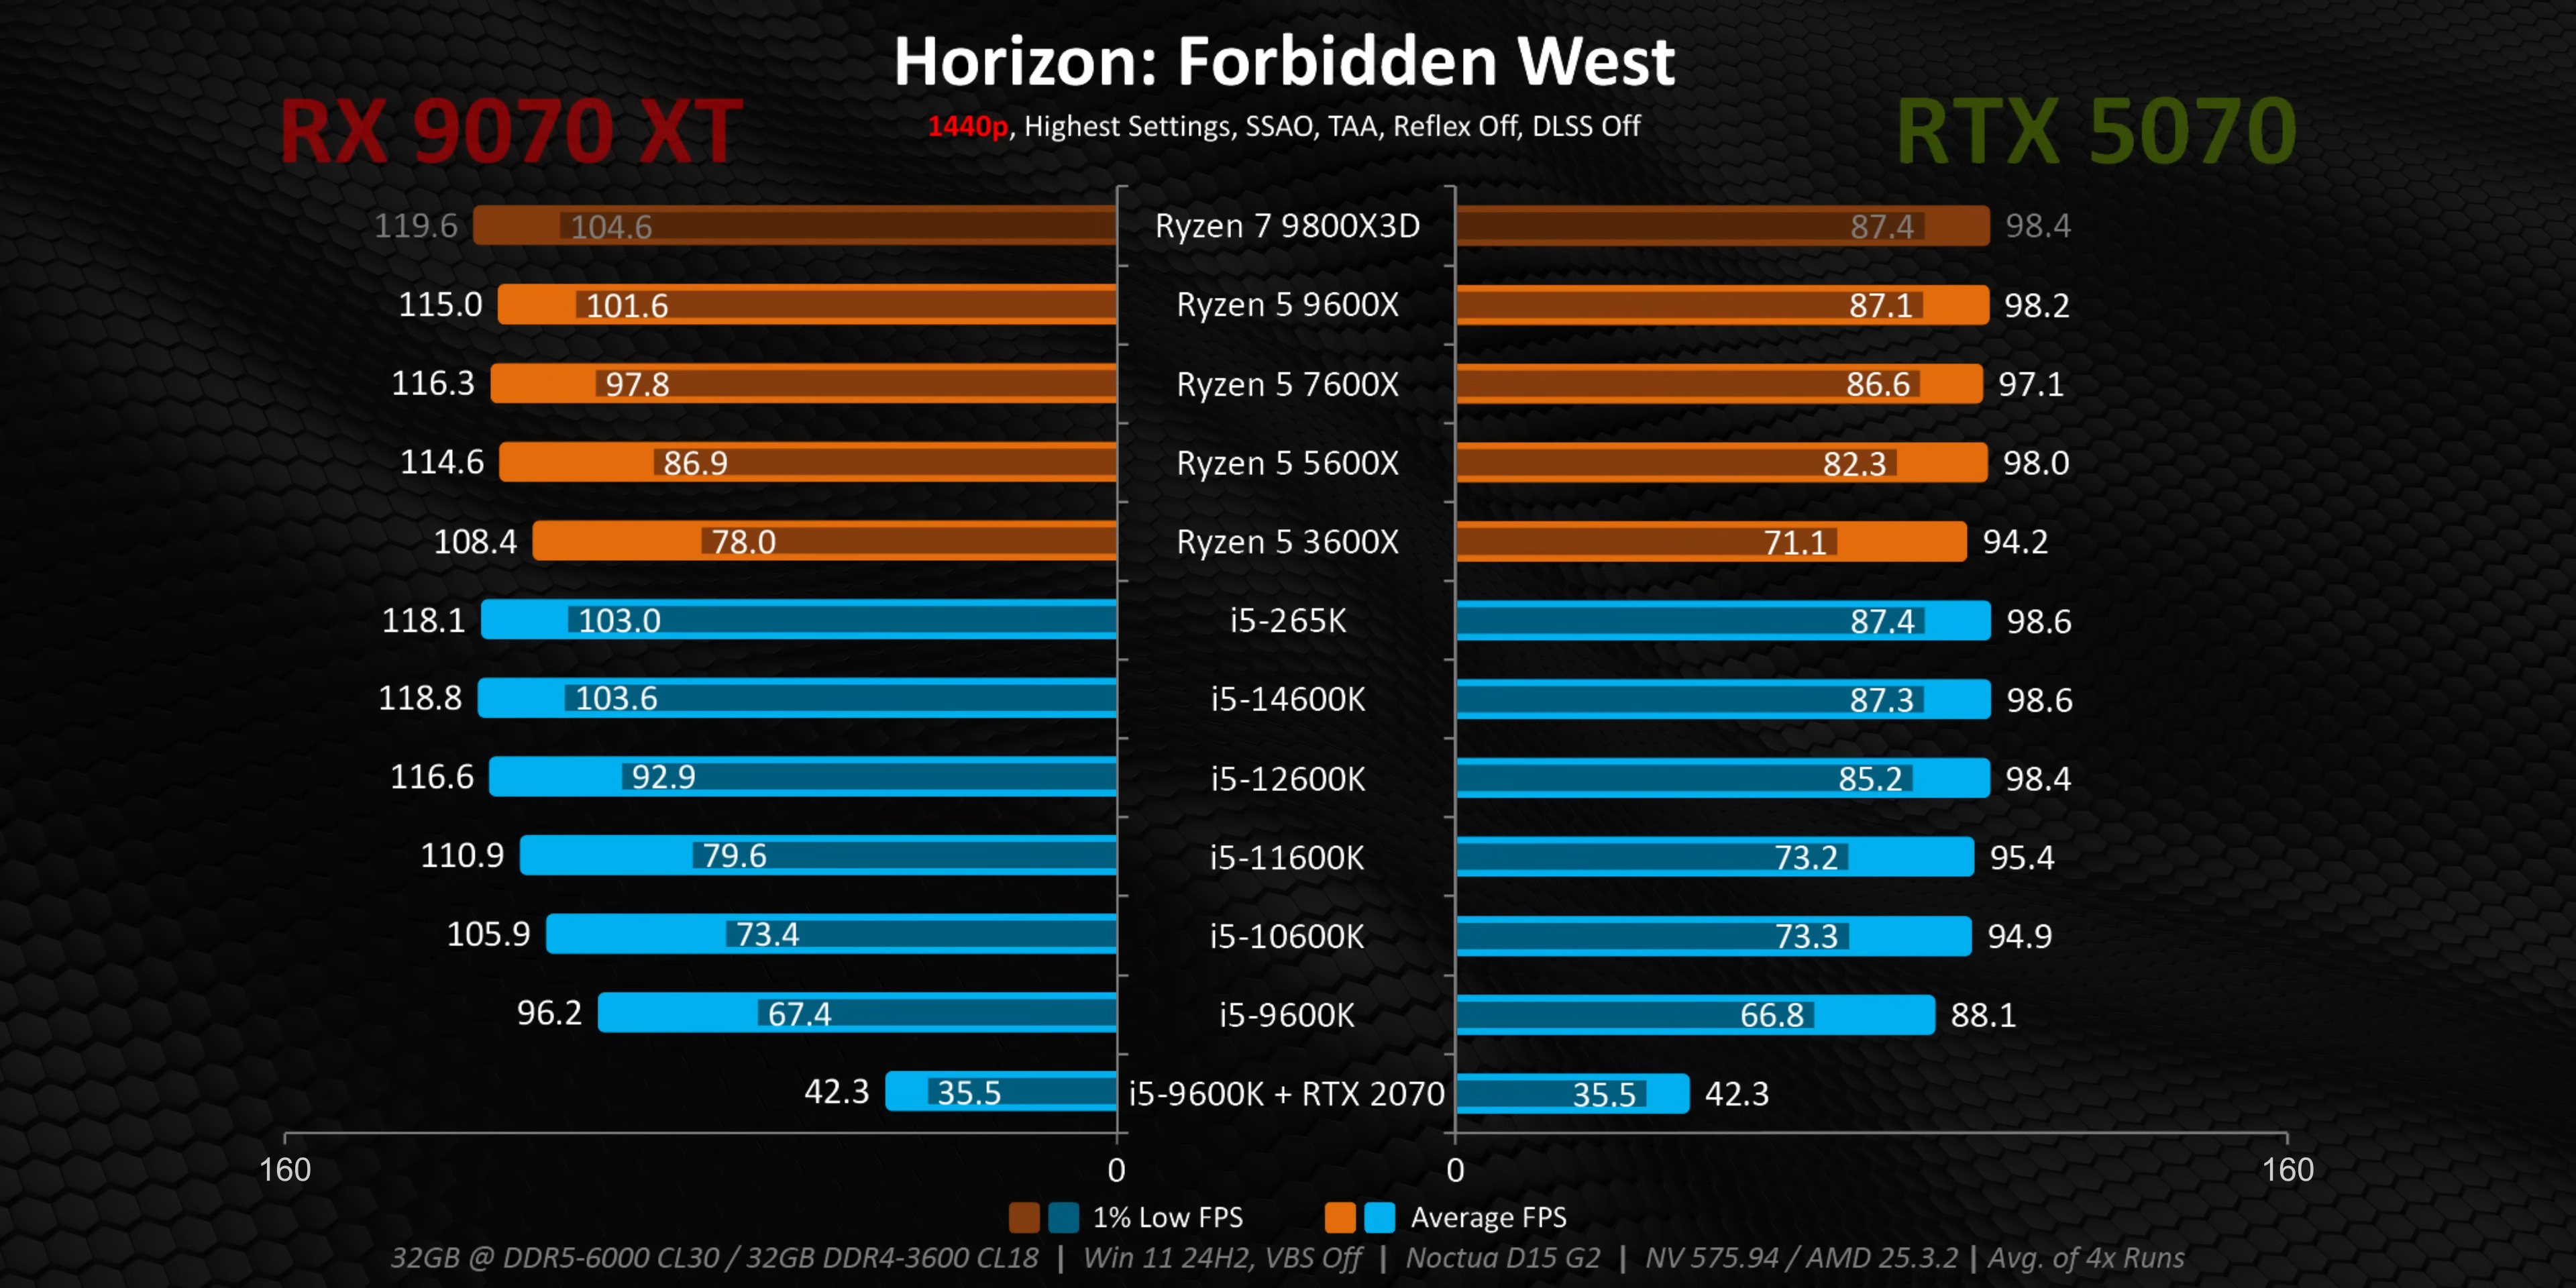 Horizon: Forbidden West
1440p, Highest Settings, SSAO, TAA, Reflex Off, DLSS Off
RX 9070 XT RTX 5070
119.6 104.6 Ryzen 7 9800X3D 87.4 98.4
115.0 101.6 Ryzen 5 9600X 87.1 98.2
116.3 97.8 Ryzen 5 7600X 86.6 97.1
114.6 86.9 Ryzen 5 5600X 82.3 98.0
108.4 78.0 Ryzen 5 3600X 71.1 94.2
118.1 103.0 i5-265K 87.4 98.6
118.8 103.6 i5-14600K 87.3 98.6
116.6 92.9 i5-12600K 85.2 98.4
110.9 79.6 i5-11600K 73.2 95.4
105.9 73.4 i5-10600K 73.3 94.9
96.2 67.4 i5-9600K 66.8 88.1
42.3 35.5 i5-9600K + RTX 2070 35.5 42.3
160 0 0 160
1% Low FPS Average FPS
32GB @ DDR5-6000 CL30 / 32GB DDR4-3600 CL18 | Win 11 24H2, VBS Off | Noctua D15 G2 | NV 575.94 / AMD 25.3.2 | Avg. of 4x Runs